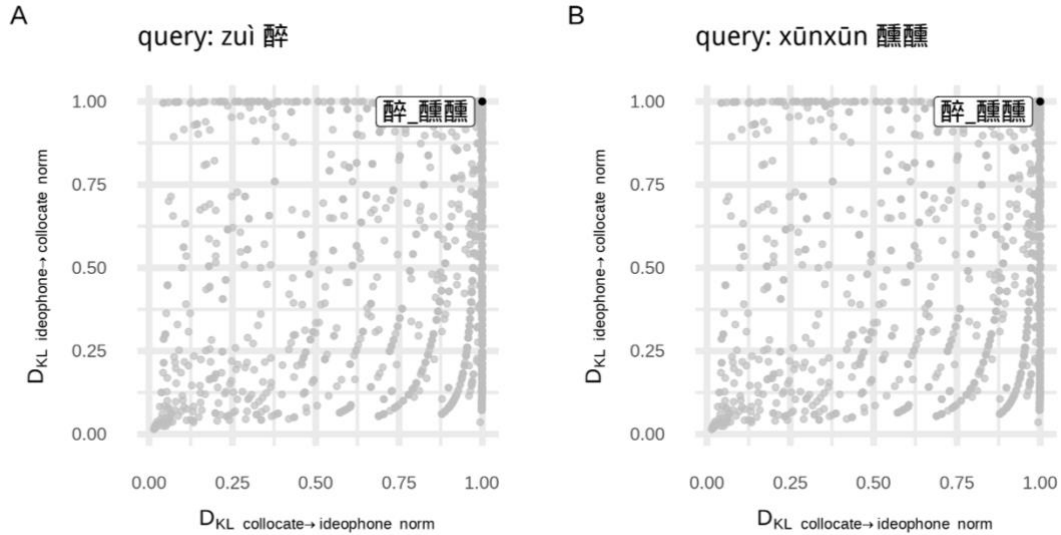 A
query: zuì 醉
DKL ideophone→ collocate norm
1.00
0.75
0.50
0.25
0.00
醉_醺醺
0.00 0.25 0.50 0.75 1.00
DKL collocate→ ideophone norm
B
query: xūnxūn 醺醺
DKL ideophone→ collocate norm
1.00
0.75
0.50
0.25
0.00
醉_醺醺
0.00 0.25 0.50 0.75 1.00
DKL collocate→ ideophone norm